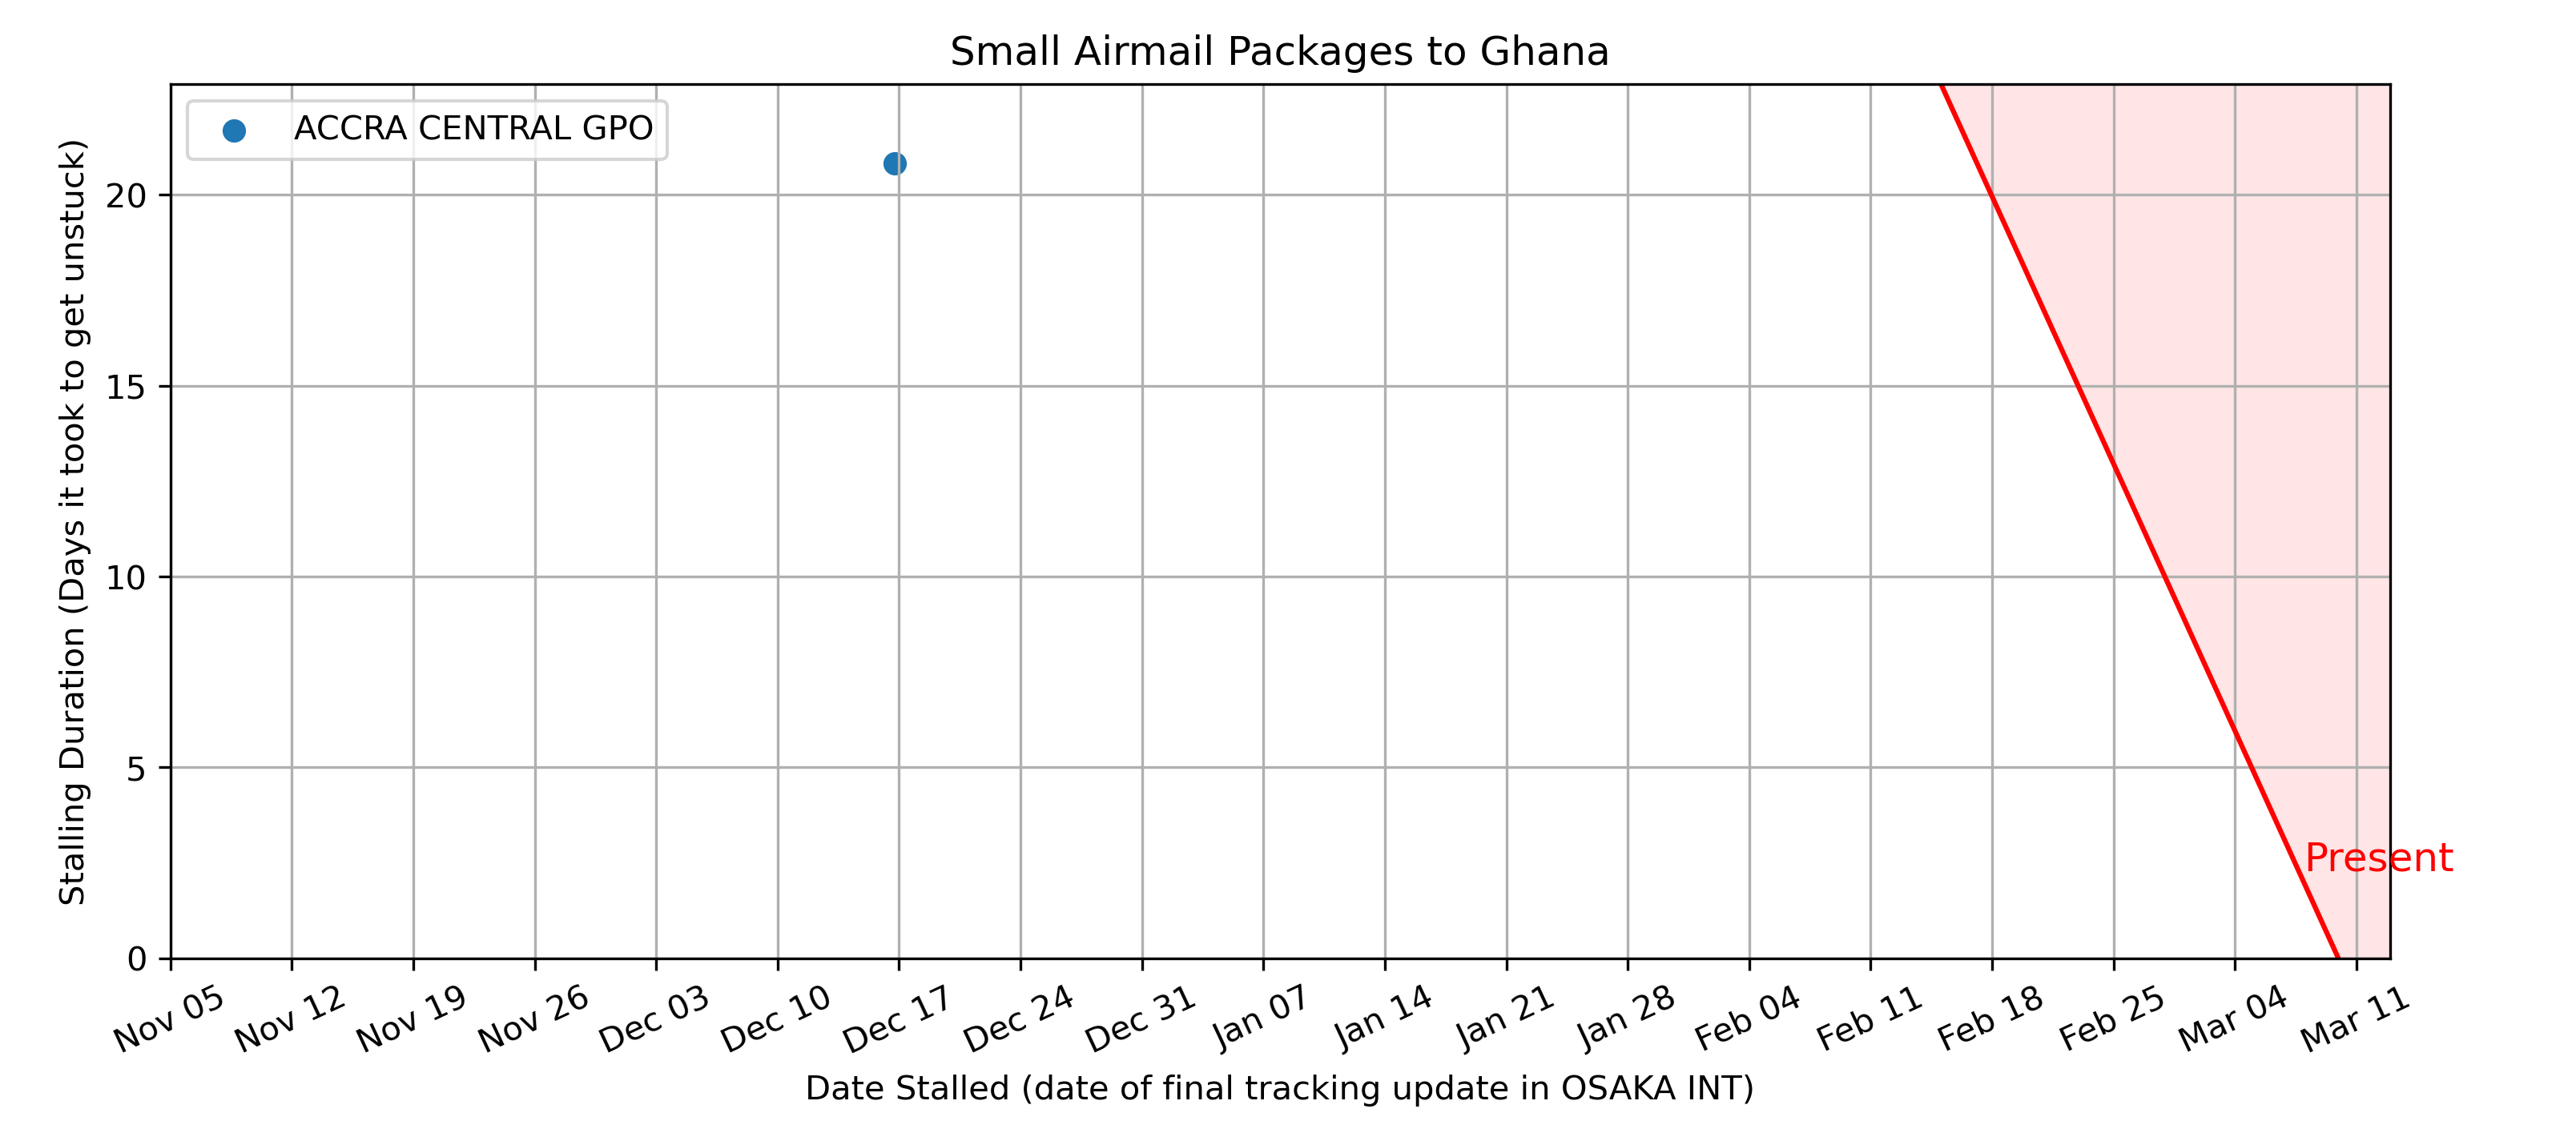 Small Airmail Packages to Ghana
ACCRA CENTRAL GPO
Stalling Duration (Days it took to get unstuck)
20
15
10
5
0
Present
Nov 05
Nov 12
Nov 19
Nov 26
Dec 03
Dec 10
Dec 17
Dec 24
Dec 31
Jan 07
Jan 14
Jan 21
Jan 28
Feb 04
Feb 11
Feb 18
Feb 25
Mar 04
Mar 11
Date Stalled (date of final tracking update in OSAKA INT)